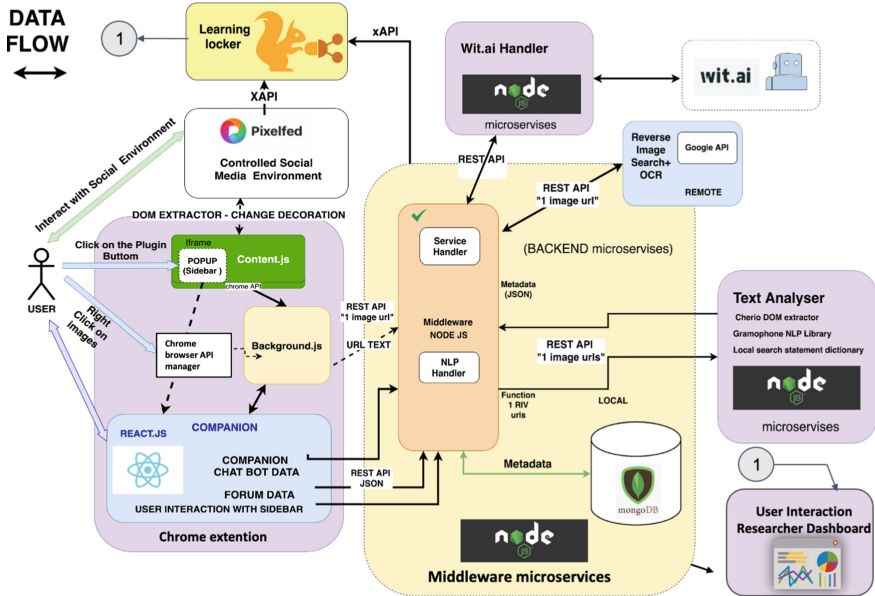 DATA
FLOW
1
Learning
locker
xAPI
XAPI
Wit.ai Handler
node
JS
microservises
wit.ai
Pixelfed
Controlled Social
Media Environment
Interact with Social Environment
REST API
Reverse
Image
Search+
OCR
Google API
REMOTE
REST API
"1 image url"
DOM EXTRACTOR - CHANGE DECORATION
Iframe
POPUP
(Sidebar )
Content.js
chrome API
Click on the Plugin
Buttom
USER
Right
Click on
images
Chrome
browser API
manager
Background.js
REST API
"1 image url"
URL TEXT
Service
Handler
(BACKEND microservises)
Metadata
(JSON)
Middleware
NODE JS
NLP
Handler
REST API
"1 image urls"
Function
1 RIV
urls
LOCAL
Text Analyser
Cherio DOM extractor
Gramophone NLP Library
Local search statement dictionary
node
JS
microservises
REACT.JS
COMPANION
COMPANION
CHAT BOT DATA
REST API
JSON
FORUM DATA
USER INTERACTION WITH SIDEBAR
Chrome extention
Metadata
mongoDB
node
JS
Middleware microservices
1
User Interaction
Researcher Dashboard